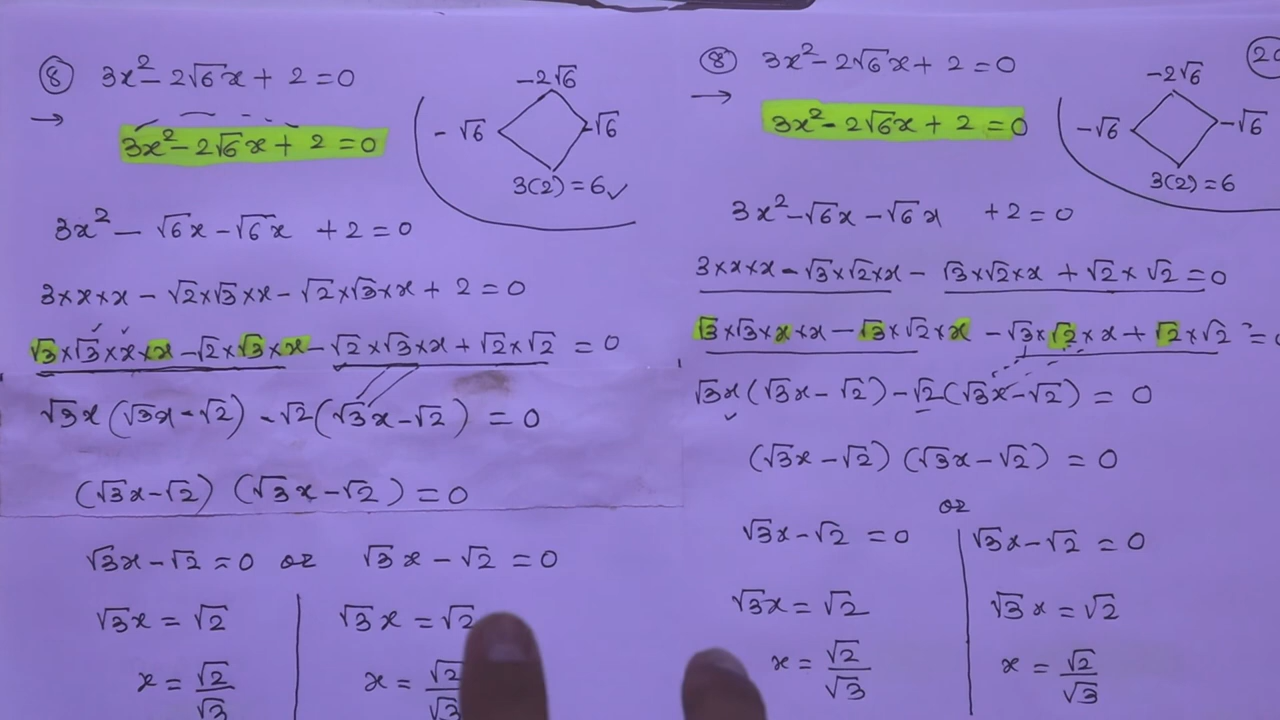 ⑧ 3x² - 2√6x + 2 = 0
→ 3x² - 2√6x + 2 = 0
-2√6
-√6 -√6
3(2) = 6✓
3x² - √6x - √6x + 2 = 0
3×x×x - √2×√3×x - √2×√3×x + 2 = 0
√3×√3×x×x - √2×√3×x - √2×√3×x + √2×√2 = 0
√3x(√3x - √2) - √2(√3x - √2) = 0
(√3x - √2) (√3x - √2) = 0
√3x - √2 = 0 or √3x - √2 = 0
√3x = √2 | √3x = √2
x = √2/√3 | x = √2/√3
⑧ 3x² - 2√6x + 2 = 0
→ 3x² - 2√6x + 2 = 0
-2√6
-√6 -√6
3(2) = 6
3x² - √6x - √6x + 2 = 0
3×x×x - √3×√2×x - √3×√2×x + √2×√2 = 0
√3×√3×x×x - √3×√2×x - √3×√2×x + √2×√2 = 0
√3x(√3x - √2) - √2(√3x - √2) = 0
(√3x - √2) (√3x - √2) = 0
or
√3x - √2 = 0 | √3x - √2 = 0
√3x = √2 | √3x = √2
x = √2/√3 | x = √2/√3